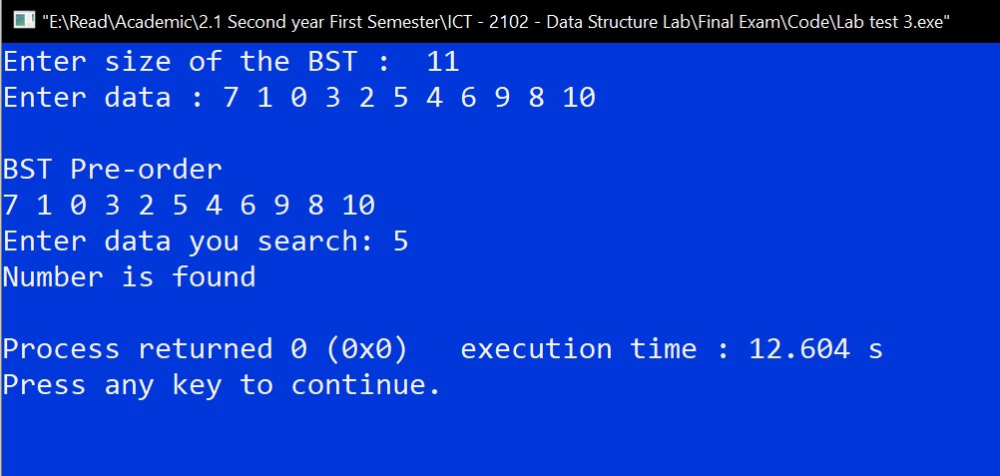 "E:\Read\Academic\2.1 Second year First Semester\ICT - 2102 - Data Structure Lab\Final Exam\Code\Lab test 3.exe"
Enter size of the BST :  11
Enter data : 7 1 0 3 2 5 4 6 9 8 10
BST Pre-order
7 1 0 3 2 5 4 6 9 8 10
Enter data you search: 5
Number is found
Process returned 0 (0x0)   execution time : 12.604 s
Press any key to continue.